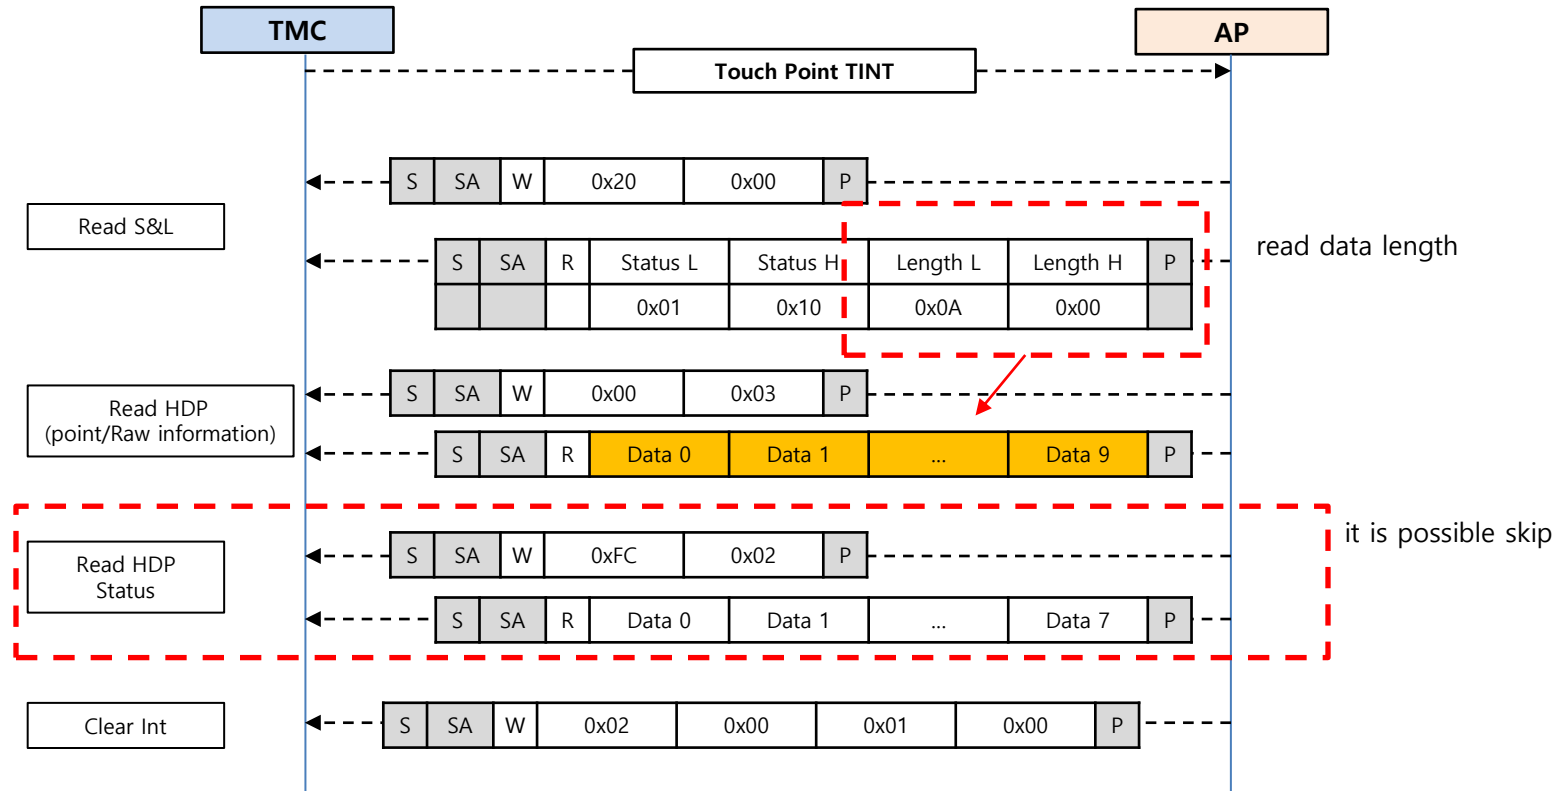 TMC
AP
Touch Point TINT
S SA W 0x20 0x00 P
Read S&L
S SA R Status L Status H Length L Length H P
0x01 0x10 0x0A 0x00
read data length
S SA W 0x00 0x03 P
Read HDP
(point/Raw information)
S SA R Data 0 Data 1 ... Data 9 P
it is possible skip
S SA W 0xFC 0x02 P
Read HDP
Status
S SA R Data 0 Data 1 ... Data 7 P
Clear Int
S SA W 0x02 0x00 0x01 0x00 P